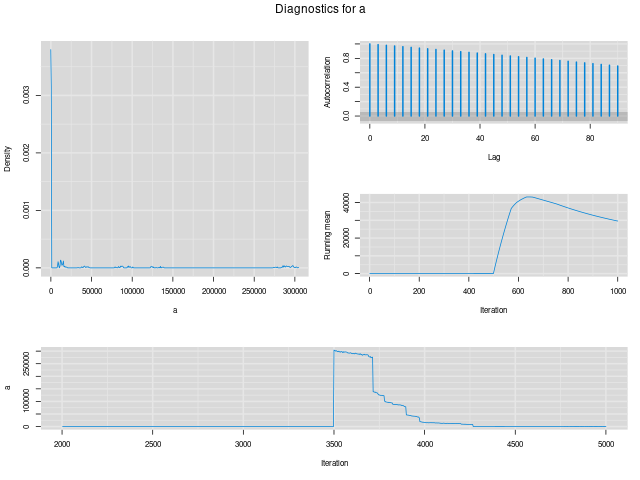 Diagnostics for a
Density
0.000 0.001 0.002 0.003
0 50000 100000 150000 200000 250000 300000
a
Autocorrelation
0.0 0.4 0.8
0 20 40 60 80
Lag
Running mean
0 20000 40000
0 200 400 600 800 1000
Iteration
a
0 100000 250000
2000 2500 3000 3500 4000 4500 5000
Iteration